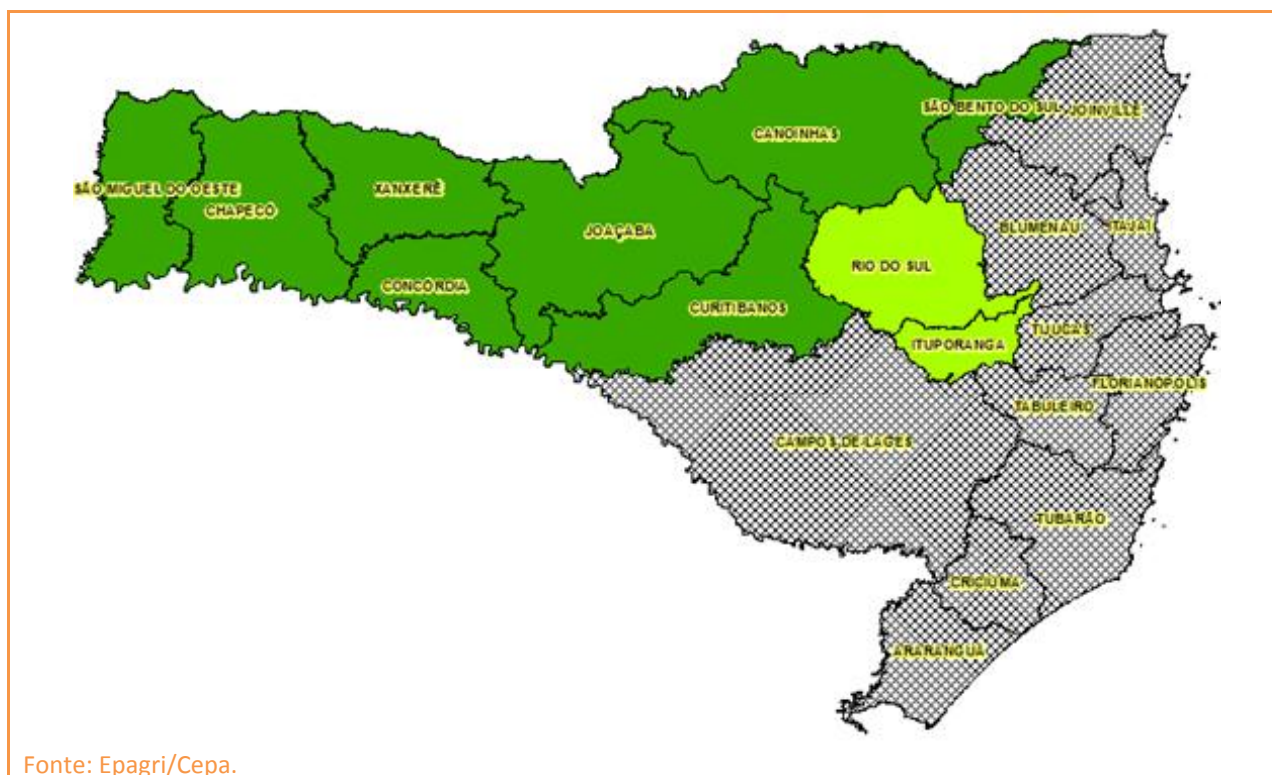 SÃO BENTO DO SUL
JOINVILLE
CANOINHAS
SÃO MIGUEL DO OESTE
CHAPECÓ
XANXERÊ
JOAÇABA
BLUMENAU
ITAJAÍ
RIO DO SUL
CONCÓRDIA
CURITIBANOS
TIJUCAS
ITUPORANGA
FLORIANÓPOLIS
TABULEIRO
CAMPOS DE LAGES
TUBARÃO
CRICIÚMA
ARARANGUÁ
Fonte: Epagri/Cepa.